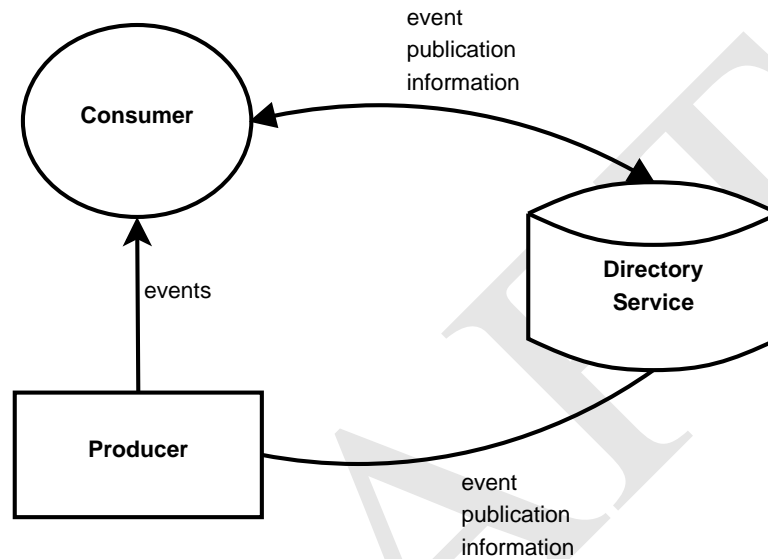 event
publication
information
Consumer
Directory
Service
events
Producer
event
publication
information